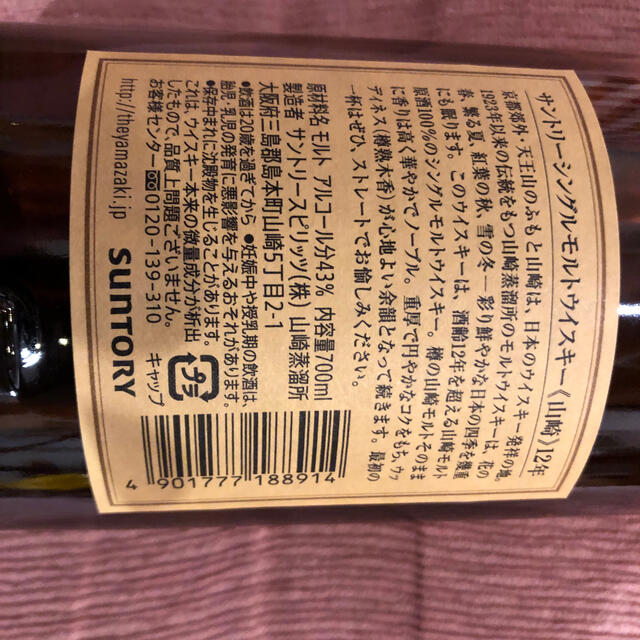 サントリーシングルモルトウイスキー《山崎》12年
京都郊外・天王山のふもと山崎は、日本のウイスキー発祥の地。
1923年以来の伝統をもつ山崎蒸溜所のモルトウイスキーは、花の
春、繁る夏、紅葉の秋、雪の冬―彩り鮮やかな日本の四季を幾重
にも眠ります。このウイスキーは、酒齢12年を超える山崎モルト
原酒100%のシングルモルトウイスキー。樽の山崎モルトそのまま
に香りは高く華やかでノーブル。重厚で円やかなコクをもち、ウッ
ディネス(樽熟木香)が心地よい余韻となって続きます。最初の
一杯はぜひ、ストレートでお愉しみください。
原材料名 モルト アルコール分43% 内容量700ml
製造者 サントリースピリッツ(株) 山崎蒸溜所
大阪府三島郡島本町山崎5丁目2-1
●飲酒は20歳を過ぎてから ●妊娠中や授乳期の飲酒は、
胎児・乳児の発育に悪影響を与えるおそれがあります。
●保存中まれに沈殿物を生じることがあります。
これは、ウイスキー本来の微量成分が析出
したもので、品質上問題ございません。
お客様センター 0120-139-310
http://theyamazaki.jp
SUNTORY
プラ
キャップ
4 901777 188914